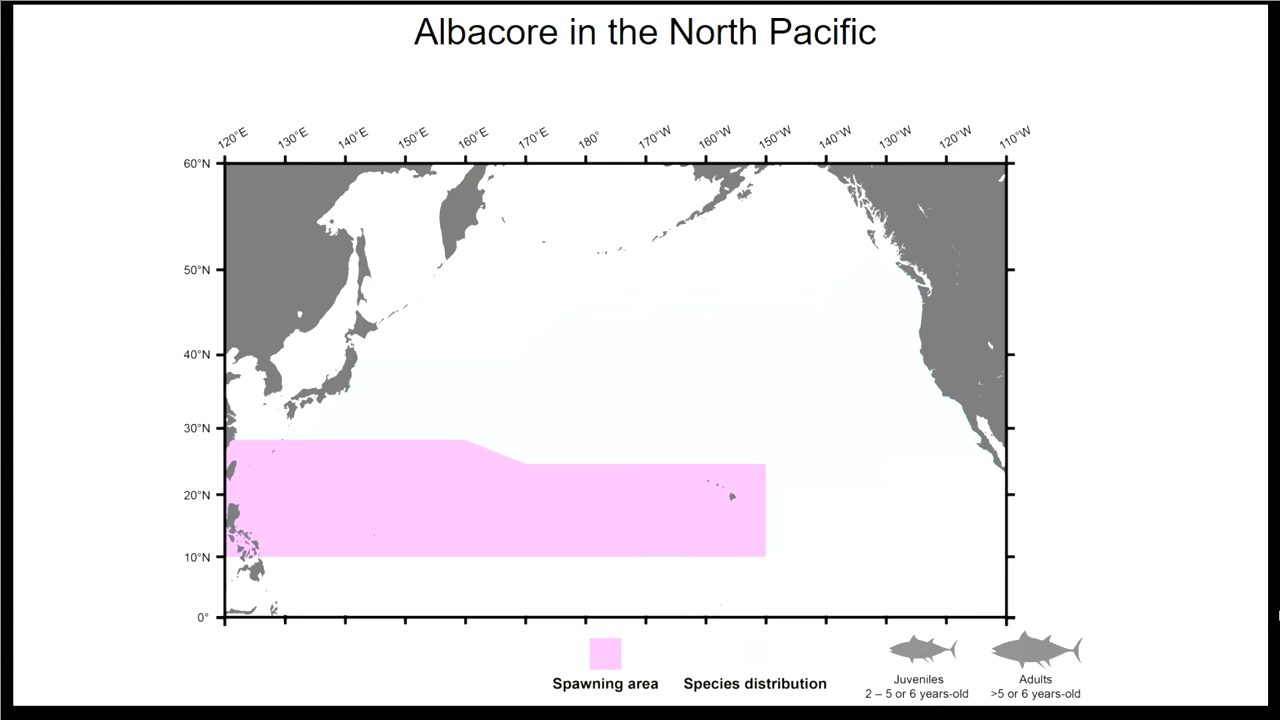 Albacore in the North Pacific
120°E 130°E 140°E 150°E 160°E 170°E 180° 170°W 160°W 150°W 140°W 130°W 120°W 110°W
60°N
50°N
40°N
30°N
20°N
10°N
0°
Spawning area Species distribution
Juveniles Adults
2 – 5 or 6 years-old >5 or 6 years-old